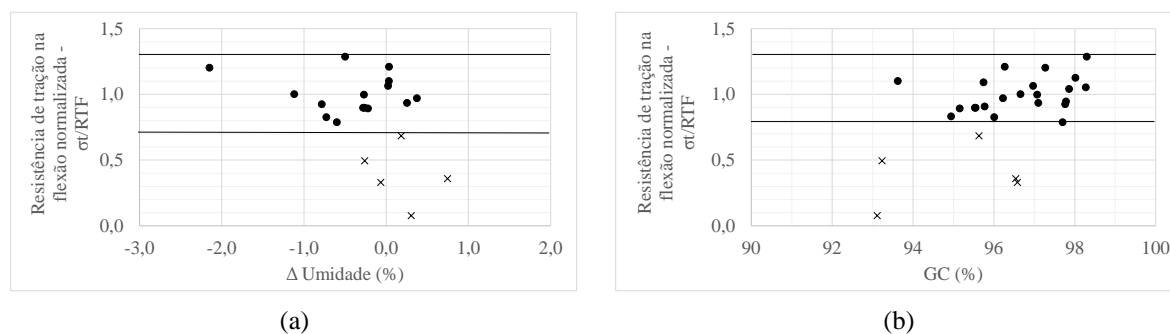 Resistência de tração na
flexão normalizada -
σt/RTF
1,5
1,0
0,5
0,0
-3,0 -2,0 -1,0 0,0 1,0 2,0
Δ Umidade (%)
(a)
Resistência de tração na
flexão normalizada -
σt/RTF
1,5
1,0
0,5
0,0
90 92 94 96 98 100
GC (%)
(b)